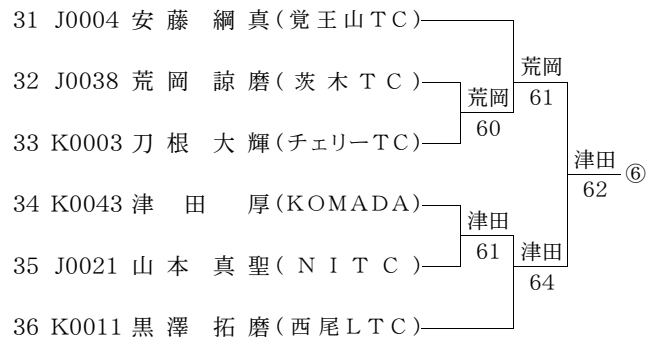 31 J0004 安藤 綱真(覚王山TC)
荒岡
32 J0038 荒岡 諒磨(茨木TC)
荒岡
61
60
33 K0003 刀根 大輝(チェリーTC)
津田
⑥
62
34 K0043 津田 厚(KOMADA)
津田
61
津田
35 J0021 山本 真聖(NITC)
64
36 K0011 黒澤 拓磨(西尾LTC)